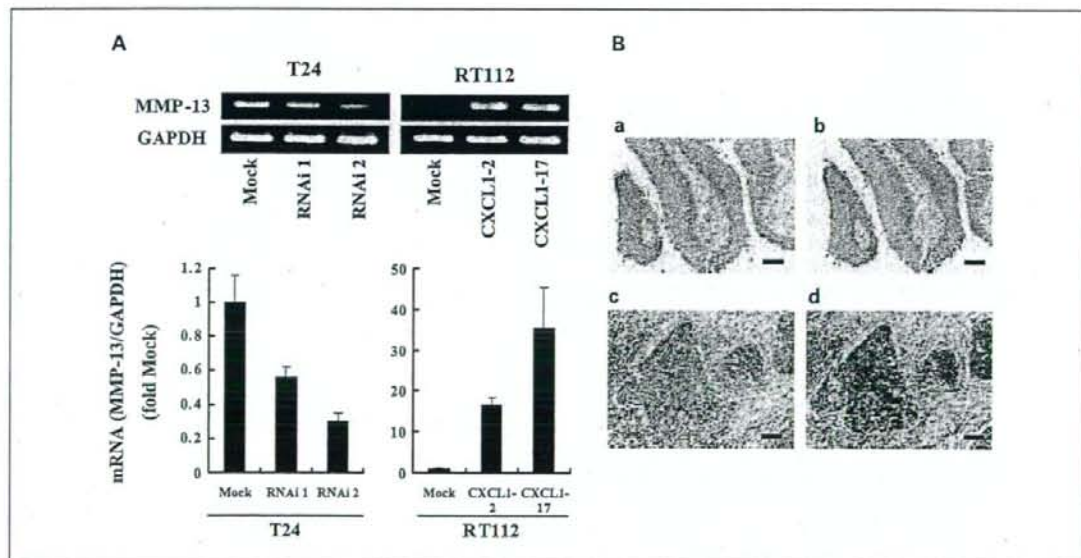 A
B
T24
RT112
MMP-13
GAPDH
Mock
RNAi 1
RNAi 2
Mock
CXCL1-2
CXCL1-17
a
b
c
d
mRNA (MMP-13/GAPDH)
(fold Mock)
1.2
1
0.8
0.6
0.4
0.2
0
Mock RNAi 1 RNAi 2
T24
50
40
30
20
10
0
Mock CXCL1-2 CXCL1-17
RT112